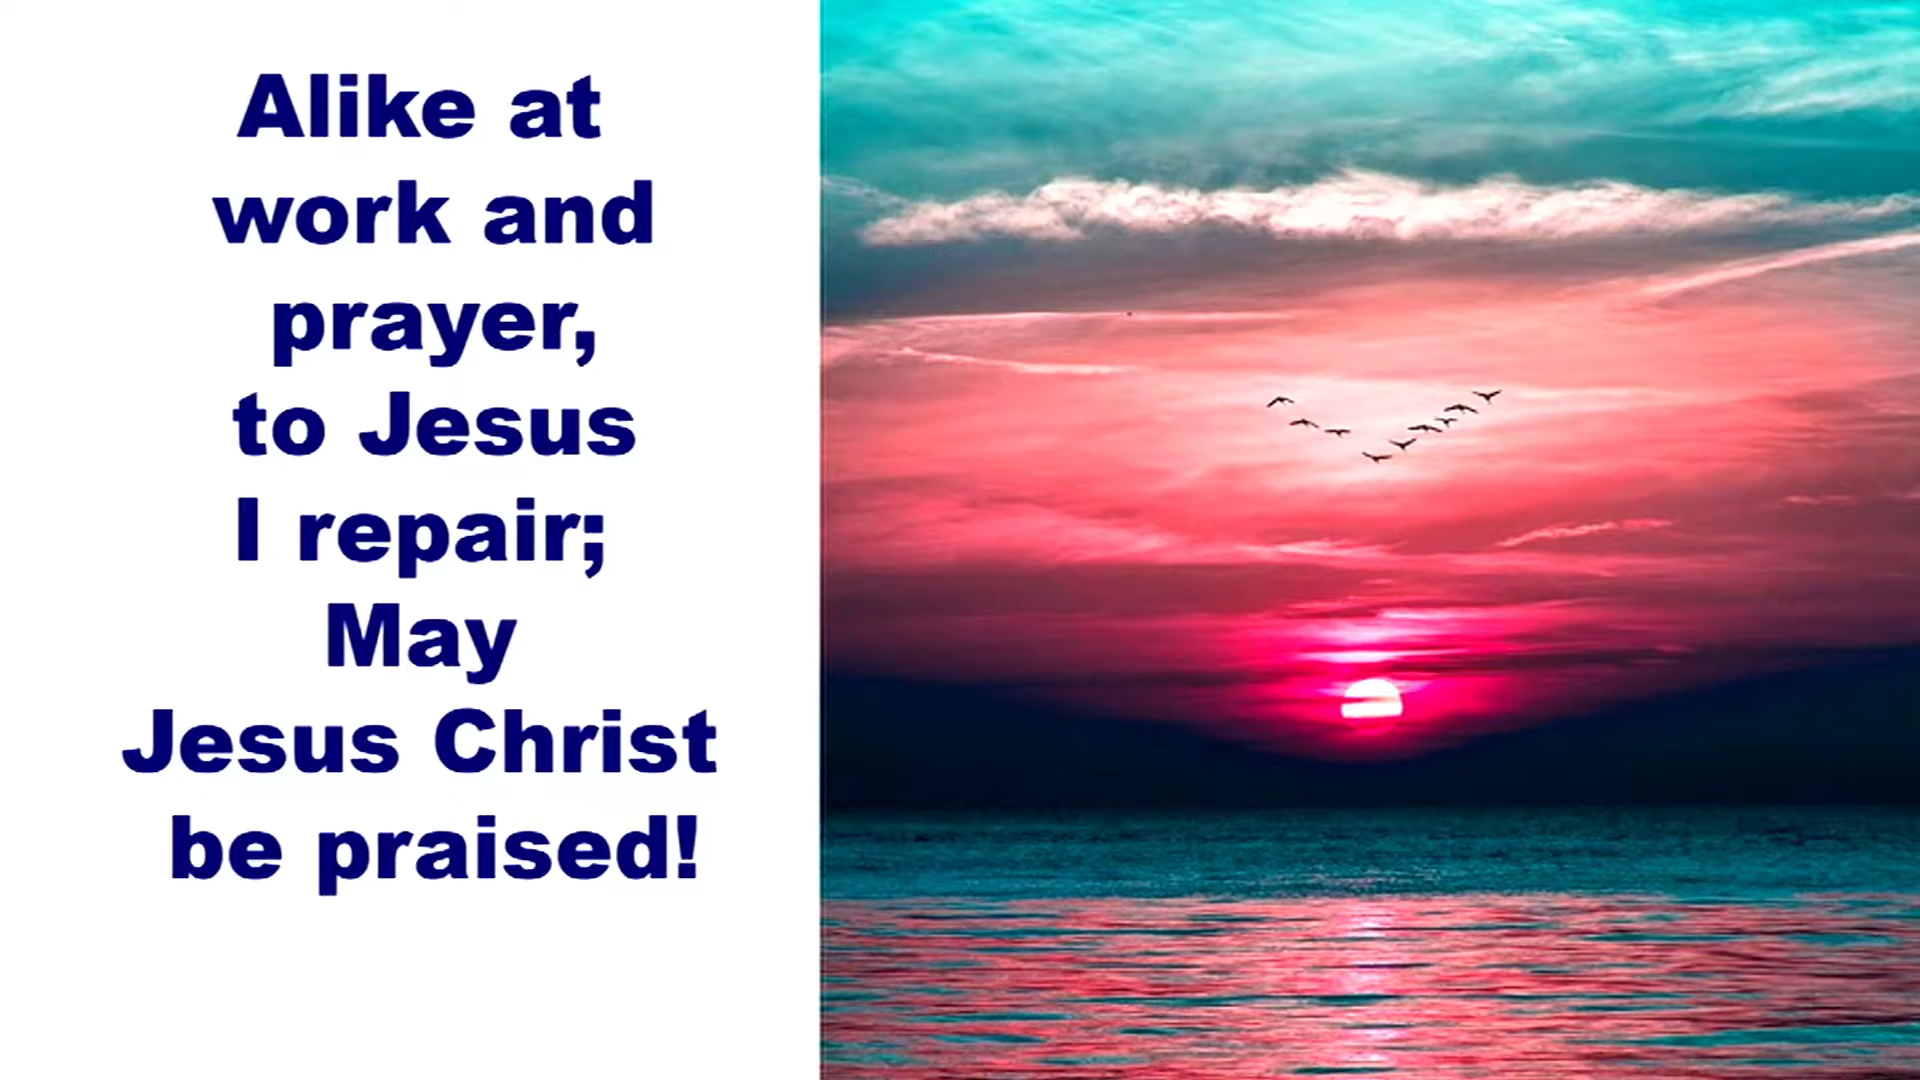 Alike at
work and
prayer,
to Jesus
I repair;
May
Jesus Christ
be praised!